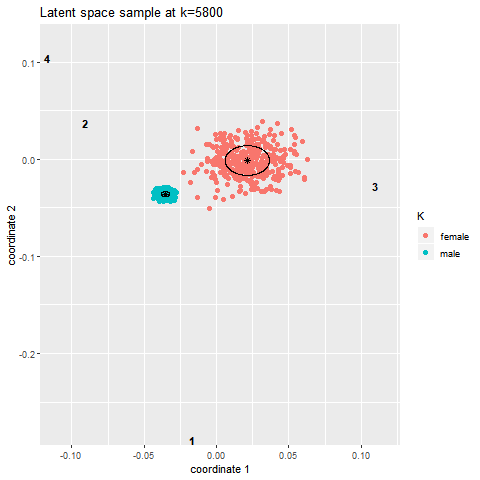 Latent space sample at k=5800
4
0.1
2
0.0
3
-0.1
-0.2
1
coordinate 2
-0.10
-0.05
0.00
0.05
0.10
coordinate 1
K
female
male